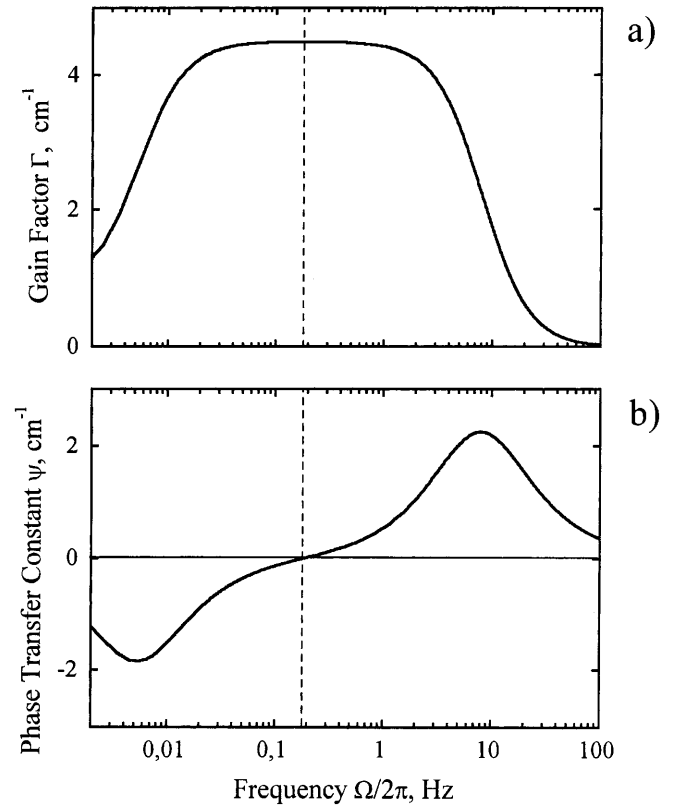 a)
4
2
0
Gain Factor Γ, cm⁻¹
b)
2
0
-2
Phase Transfer Constant ψ, cm⁻¹
0,01 0,1 1 10 100
Frequency Ω/2π, Hz